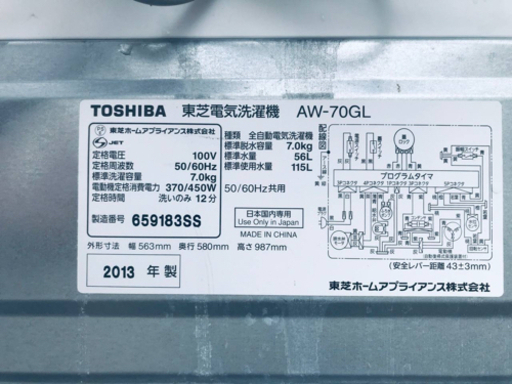 TOSHIBA 東芝電気洗濯機 AW-70GL
東芝ホームアプライアンス株式会社
JET
定格電圧 100V
定格周波数 50/60Hz
標準洗濯容量 7.0kg
電動機定格消費電力 370/450W
定格時間 洗いのみ 12分
製造番号 659183SS
種類 全自動電気洗濯機
標準脱水容量 7.0kg
標準水量 56L
標準使用水量 115L
50/60Hz共用
日本国内専用
Use Only in Japan
MADE IN CHINA
外形寸法 幅 563mm 奥行 580mm 高さ 987mm
2013 年製
配線図
プログラムタイマ
(安全レバー距離 43±3mm)
東芝ホームアプライアンス株式会社